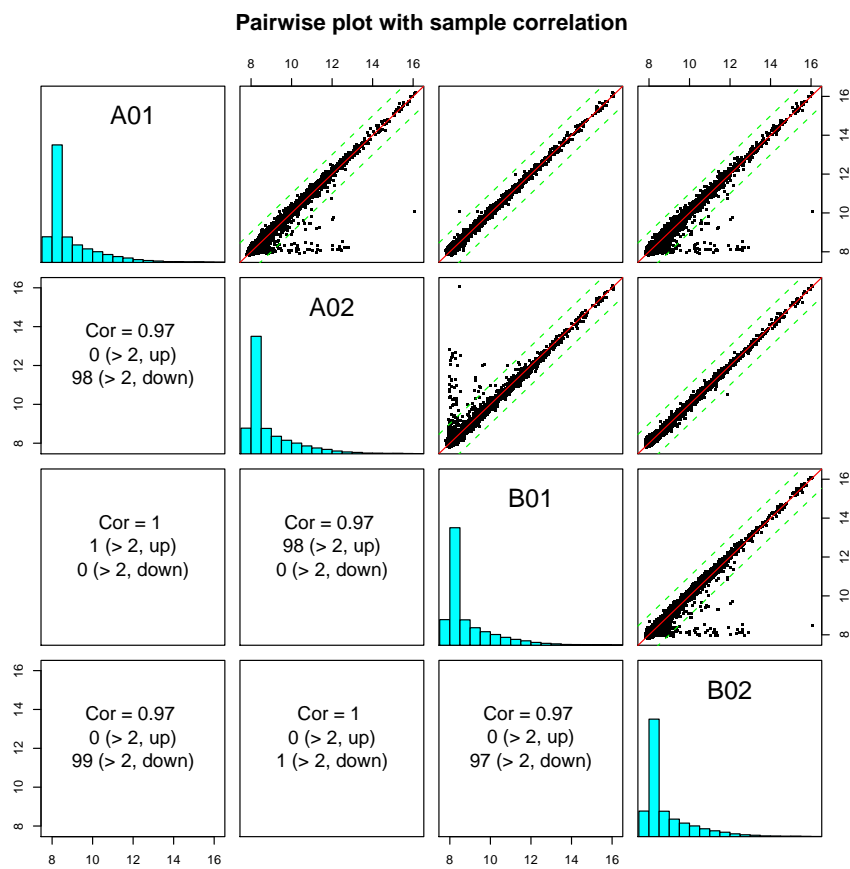 Pairwise plot with sample correlation
8 10 12 14 16
8 10 12 14 16
A01
8 10 12 14 16
8 10 12 14 16
Cor = 0.97
0 (> 2, up)
98 (> 2, down)
A02
Cor = 1
1 (> 2, up)
0 (> 2, down)
Cor = 0.97
98 (> 2, up)
0 (> 2, down)
B01
8 10 12 14 16
8 10 12 14 16
Cor = 0.97
0 (> 2, up)
99 (> 2, down)
Cor = 1
0 (> 2, up)
1 (> 2, down)
Cor = 0.97
0 (> 2, up)
97 (> 2, down)
B02
8 10 12 14 16
8 10 12 14 16